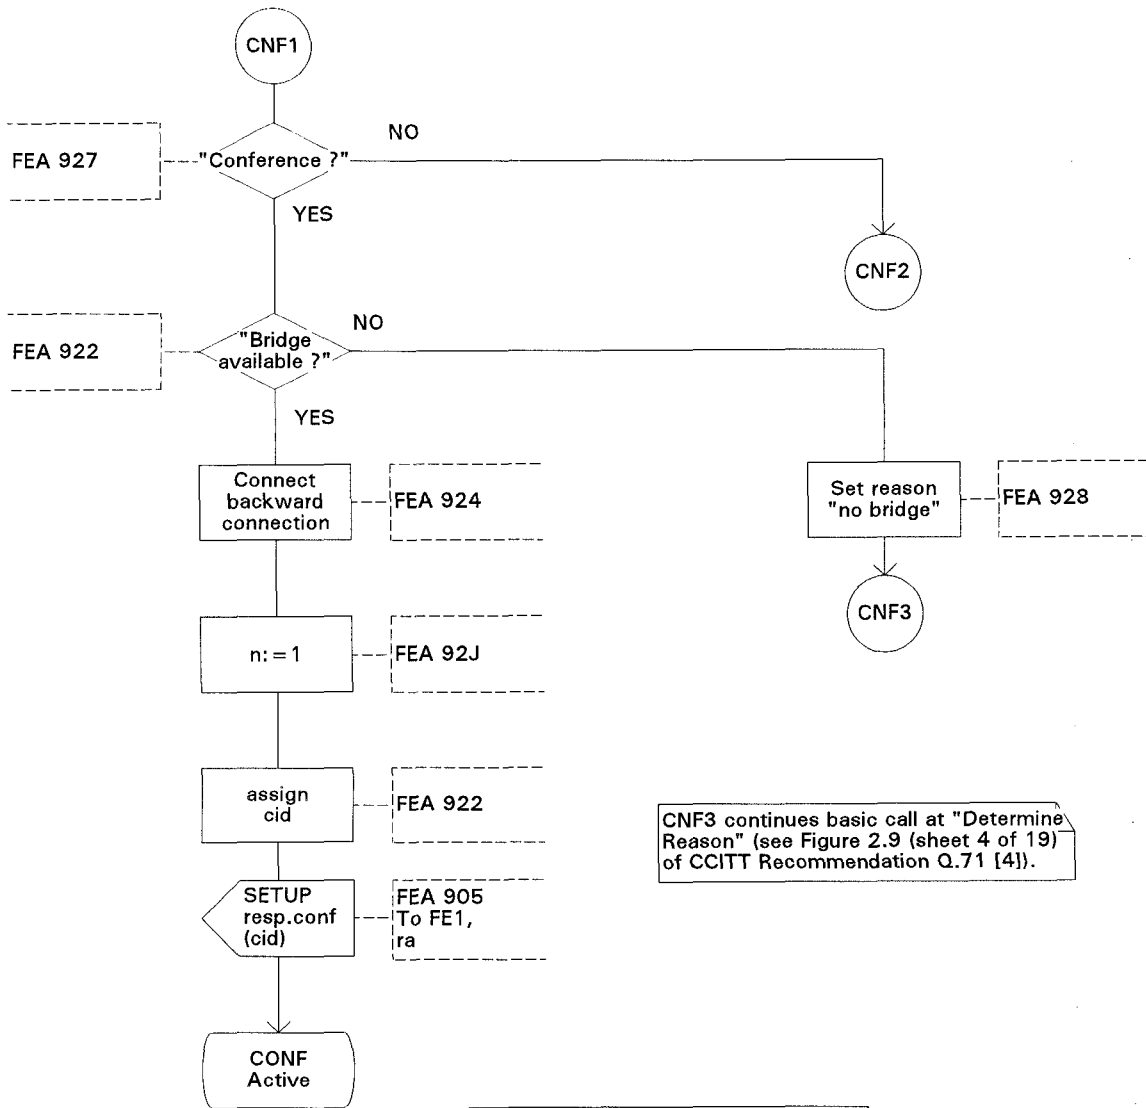 CNF1
NO
FEA 927
"Conference ?"
YES
CNF2
NO
FEA 922
"Bridge
available ?"
YES
Connect
backward
connection
FEA 924
Set reason
"no bridge"
FEA 928
CNF3
n:=1
FEA 92J
assign
cid
FEA 922
CNF3 continues basic call at "Determine
Reason" (see Figure 2.9 (sheet 4 of 19)
of CCITT Recommendation Q.71 [4]).
SETUP
resp.conf
(cid)
FEA 905
To FE1,
ra
CONF
Active